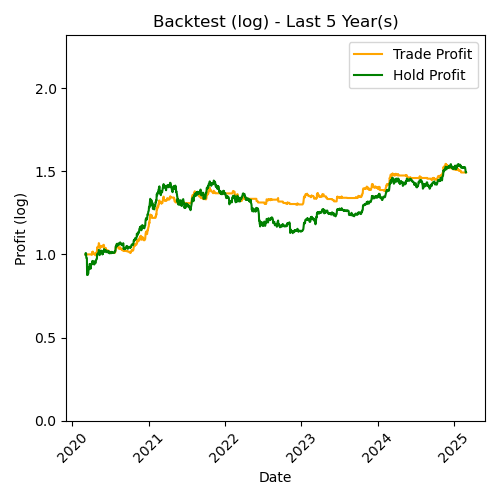 Backtest (log) - Last 5 Year(s)
Trade Profit
Hold Profit
Profit (log)
2.0
1.5
1.0
0.5
0.0
2020
2021
2022
2023
2024
2025
Date